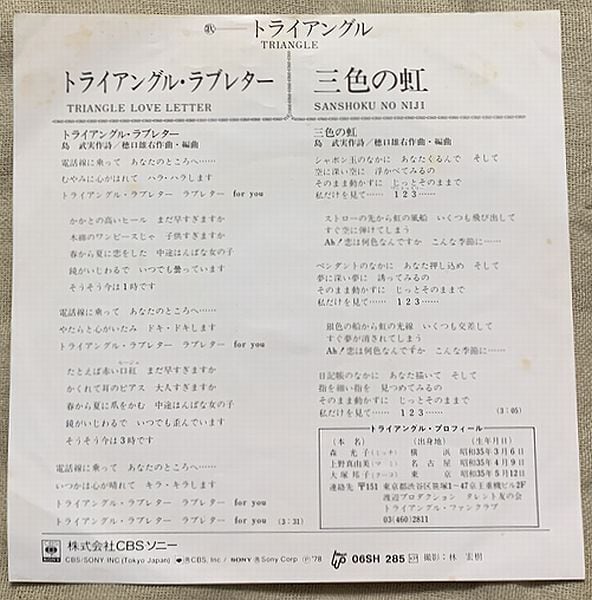 歌──トライアングル
TRIANGLE
トライアングル・ラブレター
TRIANGLE LOVE LETTER
トライアングル・ラブレター
島 武実作詩／穂口雄右作曲・編曲
電話線に乗って あなたのところへ……
むやみに心がはれて ハラ・ハラします
トライアングル・ラブレター ラブレター for you
かかとの高いヒール まだ早すぎますか
木綿のワンピースじゃ 子供すぎますか
春から夏に恋をした 中途はんぱな女の子
鏡がいじわるで いつでも曇っています
そうそう今は1時です
電話線に乗って あなたのところへ……
やたらと心がいたみ ドキ・ドキします
トライアングル・ラブレター ラブレター for you
たとえば赤い口紅 まだ早すぎますか
かくれて耳のピアス 大人すぎますか
春から夏に爪をかむ 中途はんぱな女の子
鏡がいじわるで いつでも歪んでいます
そうそう今は3時です
電話線に乗って あなたのところへ……
いつかは心が晴れて キラ・キラします
トライアングル・ラブレター ラブレター for you
トライアングル・ラブレター ラブレター for you (3:31)
三色の虹
SANSHOKU NO NIJI
三色の虹
島 武実作詩／穂口雄右作曲・編曲
シャボン玉のなかに あなたくるんで そして
空に深い空に 浮かべてみるの
そのまま動かずに じっとそのままで
私だけを見て…… 1 2 3……
ストローの先から虹の風船 いくつも飛び出して
すぐ空に弾けてしまう
Ah! 恋は何色なんですか こんな季節に……
ペンダントのなかに あなた押し込め そして
夢に深い夢に 誘ってみるの
そのまま動かずに じっとそのままで
私だけを見て…… 1 2 3……
銀色の船から虹の光線 いくつも交差して
すぐ夢が消されてしまう
Ah! 恋は何色なんですか こんな季節に……
日記帳のなかに あなた描いて そして
指を細い指を 見つめてみるの
そのまま動かずに じっとそのままで
私だけを見て…… 1 2 3…… (3:05)
トライアングル・プロフィール
(本 名) (出身地) (生年月日)
森 光子(ミッチ) 横 浜 昭和35年3月6日
上野真由美(マーミ) 名古屋 昭和35年4月9日
大塚邦子(クーコ) 東 京 昭和35年5月12日
連絡先 〒151 東京都渋谷区笹塚1−47京王重機ビル2F
渡辺プロダクション タレント友の会
トライアングル・ファンクラブ
03(460)2811
SONY 株式会社CBSソニー
CBS/SONY INC.(Tokyo Japan) / ®CBS, Inc. / SONY ®Sony Corp. Ⓟ'78
06SH 285 撮影：林 宏樹